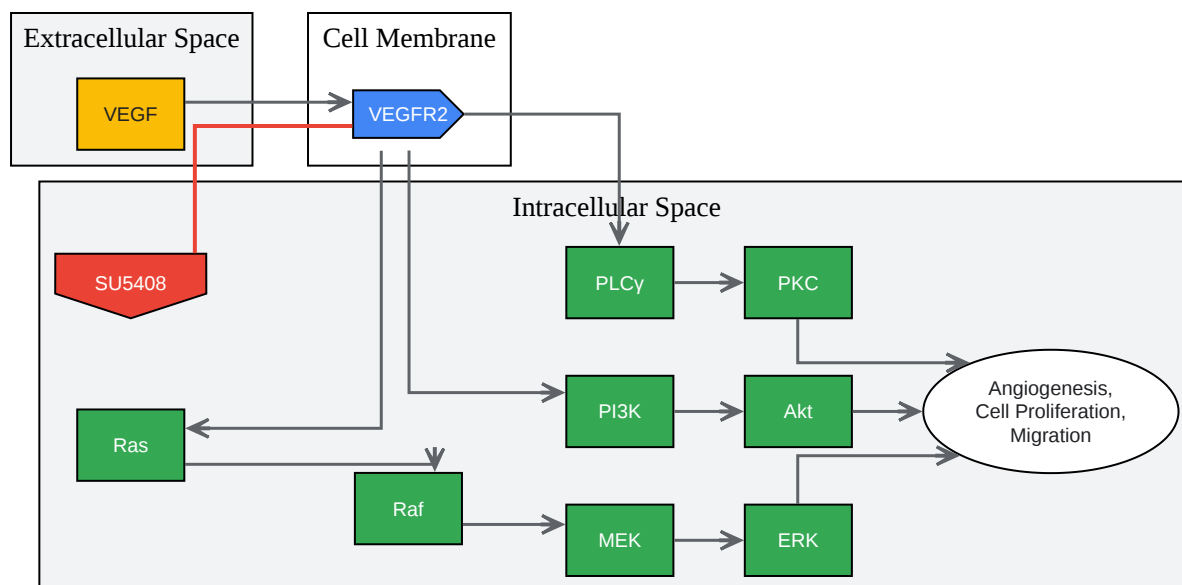 Extracellular Space
Cell Membrane
VEGF
VEGFR2
Intracellular Space
SU5408
PLCγ
PKC
PI3K
Akt
Angiogenesis,
Cell Proliferation,
Migration
Ras
Raf
MEK
ERK